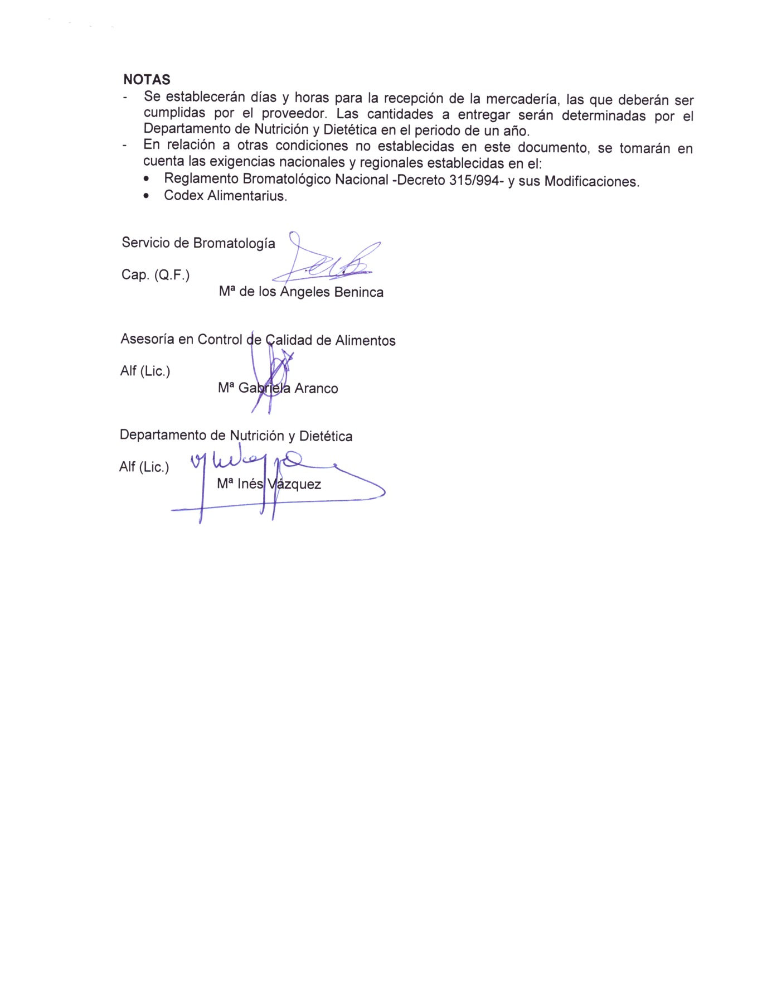 NOTAS
- Se establecerán días y horas para la recepción de la mercadería, las que deberán ser
cumplidas por el proveedor. Las cantidades a entregar serán determinadas por el
Departamento de Nutrición y Dietética en el periodo de un año.
- En relación a otras condiciones no establecidas en este documento, se tomarán en
cuenta las exigencias nacionales y regionales establecidas en el:
• Reglamento Bromatológico Nacional -Decreto 315/994- y sus Modificaciones.
• Codex Alimentarius.
Servicio de Bromatología
Cap. (Q.F.)
Mª de los Angeles Beninca
Asesoría en Control de Calidad de Alimentos
Alf (Lic.)
Mª Gabriela Aranco
Departamento de Nutrición y Dietética
Alf (Lic.)
Mª Inés Vázquez